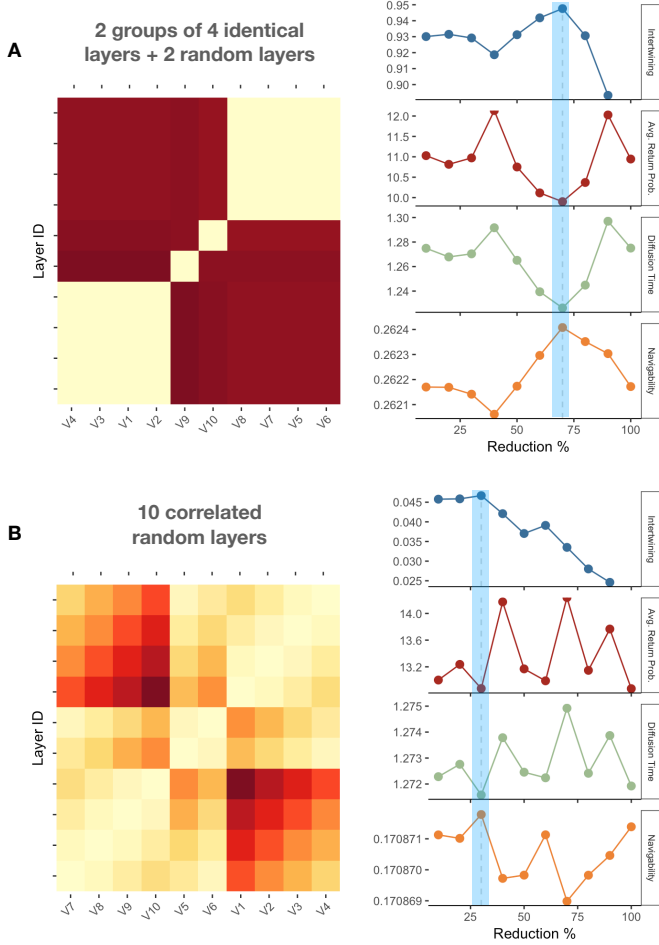 A
2 groups of 4 identical
layers + 2 random layers
Layer ID
V4
V3
V1
V2
V9
V10
V8
V7
V5
V6
0.95
0.94
0.93
0.92
0.91
0.90
Intertwining
12.0
11.0
10.0
Avg. Return Prob.
1.30
1.28
1.26
1.24
Diffusion Time
0.2624
0.2623
0.2622
0.2621
Navigability
25
50
75
100
Reduction %
B
10 correlated
random layers
Layer ID
V7
V8
V9
V10
V5
V6
V1
V2
V3
V4
0.045
0.040
0.035
0.030
0.025
Intertwining
14.0
13.6
13.2
Avg. Return Prob.
1.275
1.274
1.273
1.272
Diffusion Time
0.170871
0.170870
0.170869
Navigability
25
50
75
100
Reduction %